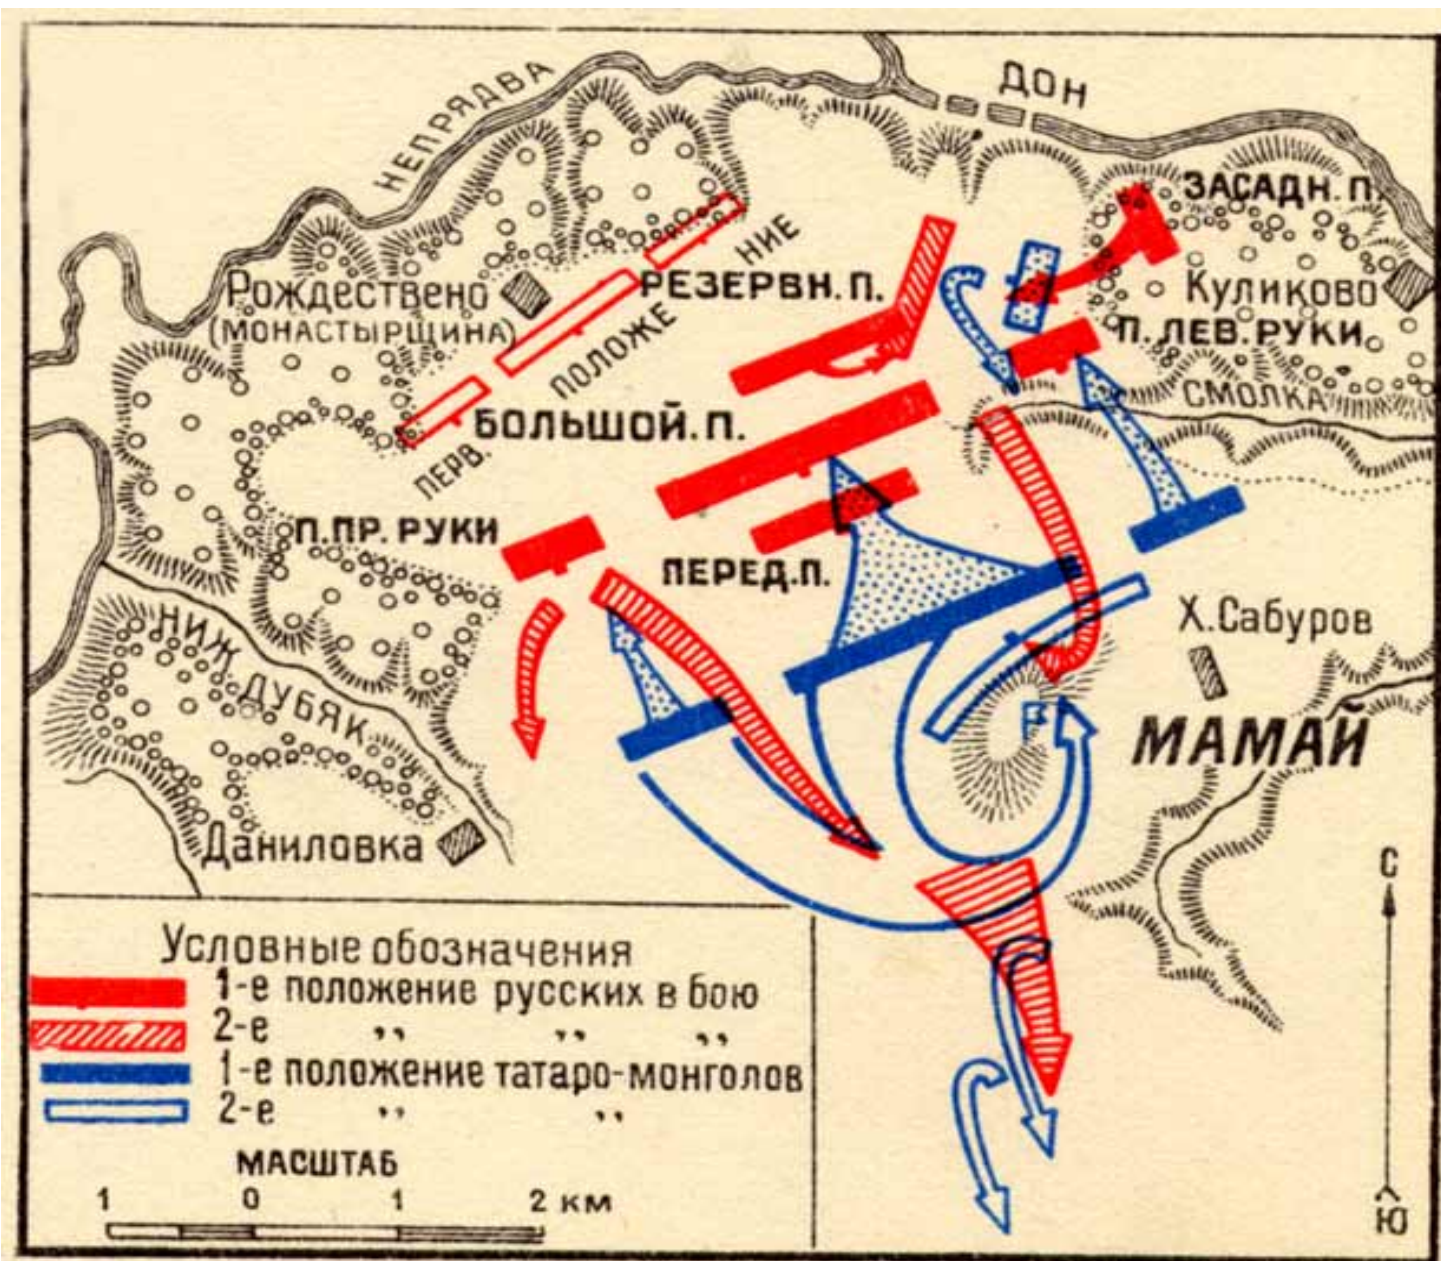 НЕПРЯДВА
ДОН
ЗАСАДН. П.
Рождествено
(МОНАСТЫРЩИНА)
РЕЗЕРВН. П.
Куликово
П. ЛЕВ. РУКИ
СМОЛКА
ПЕРВ. ПОЛОЖЕНИЕ
БОЛЬШОЙ. П.
П. ПР. РУКИ
ПЕРЕД. П.
НИЖ. ДУБЯК
Х. Сабуров
МАМАЙ
Даниловка
С
Ю
Условные обозначения
1-е положение русских в бою
2-е ,, ,, ,,
1-е положение татаро-монголов
2-е ,, ,,
МАСШТАБ
1 0 1 2 км